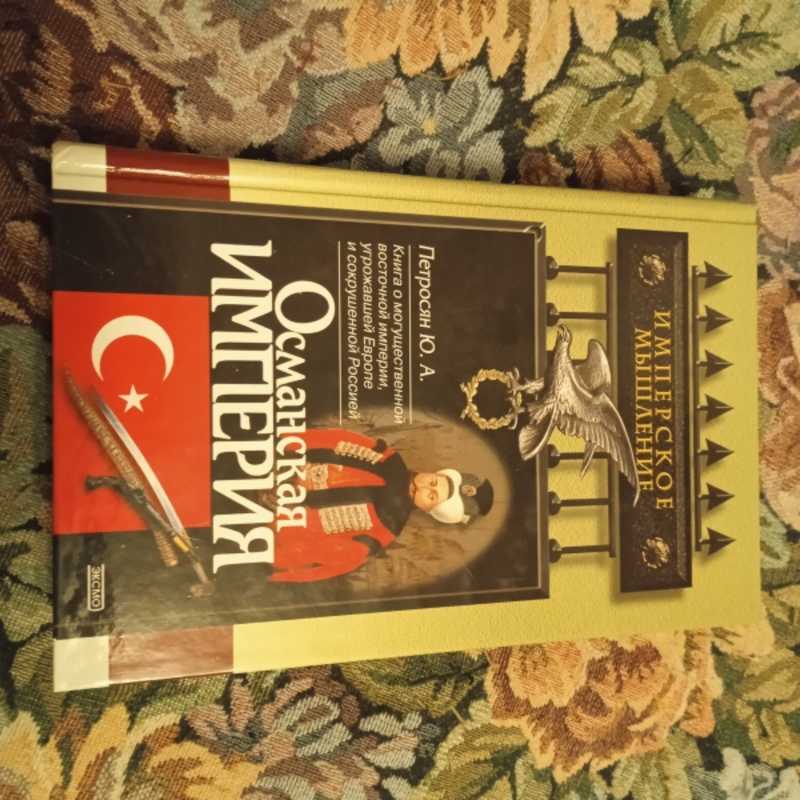 ИМПЕРСКОЕ
МЫШЛЕНИЕ
Петросян Ю. А.
Книга о могущественной
восточной империи,
угрожавшей Европе
и сокрушенной Россией
Османская
ИМПЕРИЯ
ЭКСМО